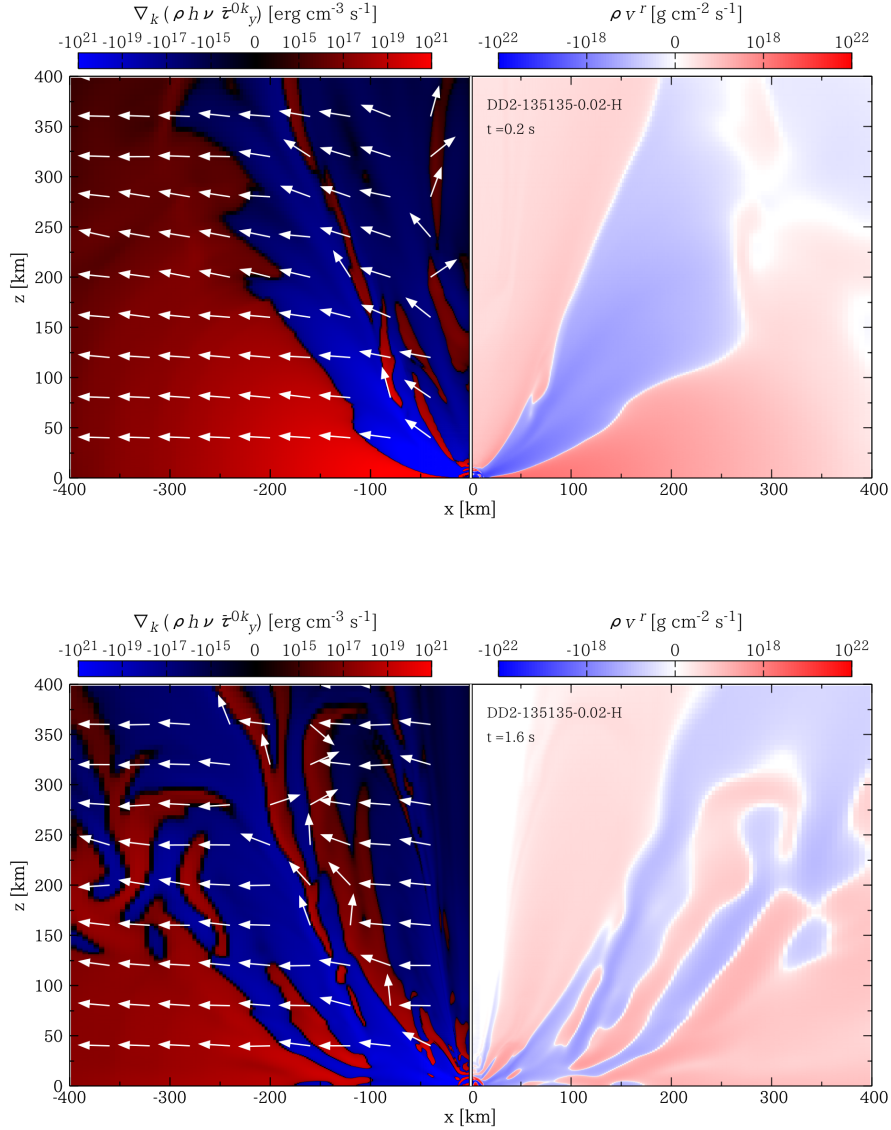 ∇k ( ρ h ν τ̄^0k_y ) [erg cm^-3 s^-1] ρ v^r [g cm^-2 s^-1]
-10^21 -10^19 -10^17 -10^15 0 10^15 10^17 10^19 10^21 -10^22 -10^18 0 10^18 10^22
400
350
300
250
200
150
100
50
0
z [km]
DD2-135135-0.02-H
t =0.2 s
-400 -300 -200 -100 0 100 200 300 400
x [km] x [km]
∇k ( ρ h ν τ̄^0k_y ) [erg cm^-3 s^-1] ρ v^r [g cm^-2 s^-1]
-10^21 -10^19 -10^17 -10^15 0 10^15 10^17 10^19 10^21 -10^22 -10^18 0 10^18 10^22
400
350
300
250
200
150
100
50
0
z [km]
DD2-135135-0.02-H
t =1.6 s
-400 -300 -200 -100 0 100 200 300 400
x [km] x [km]